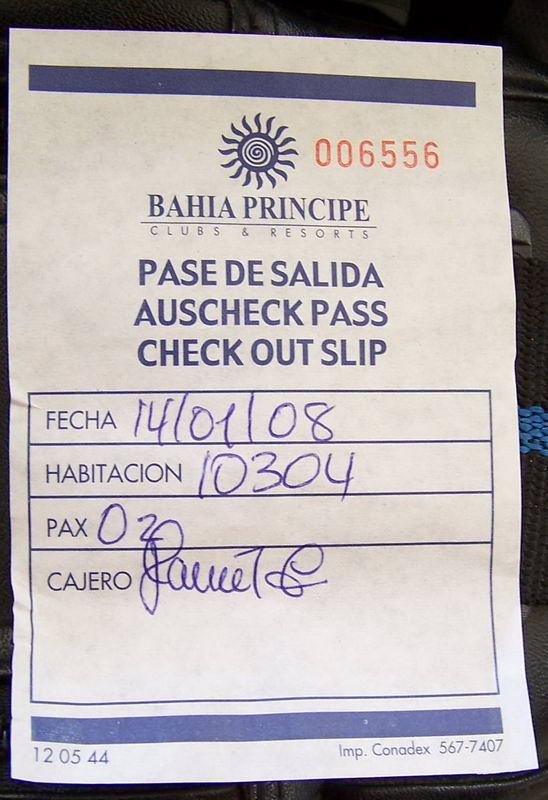 006556
BAHIA PRINCIPE
CLUBS & RESORTS
PASE DE SALIDA
AUSCHECK PASS
CHECK OUT SLIP
FECHA 14/01/08
HABITACION 10304
PAX 02
CAJERO
12 05 44
Imp. Conadex 567-7407